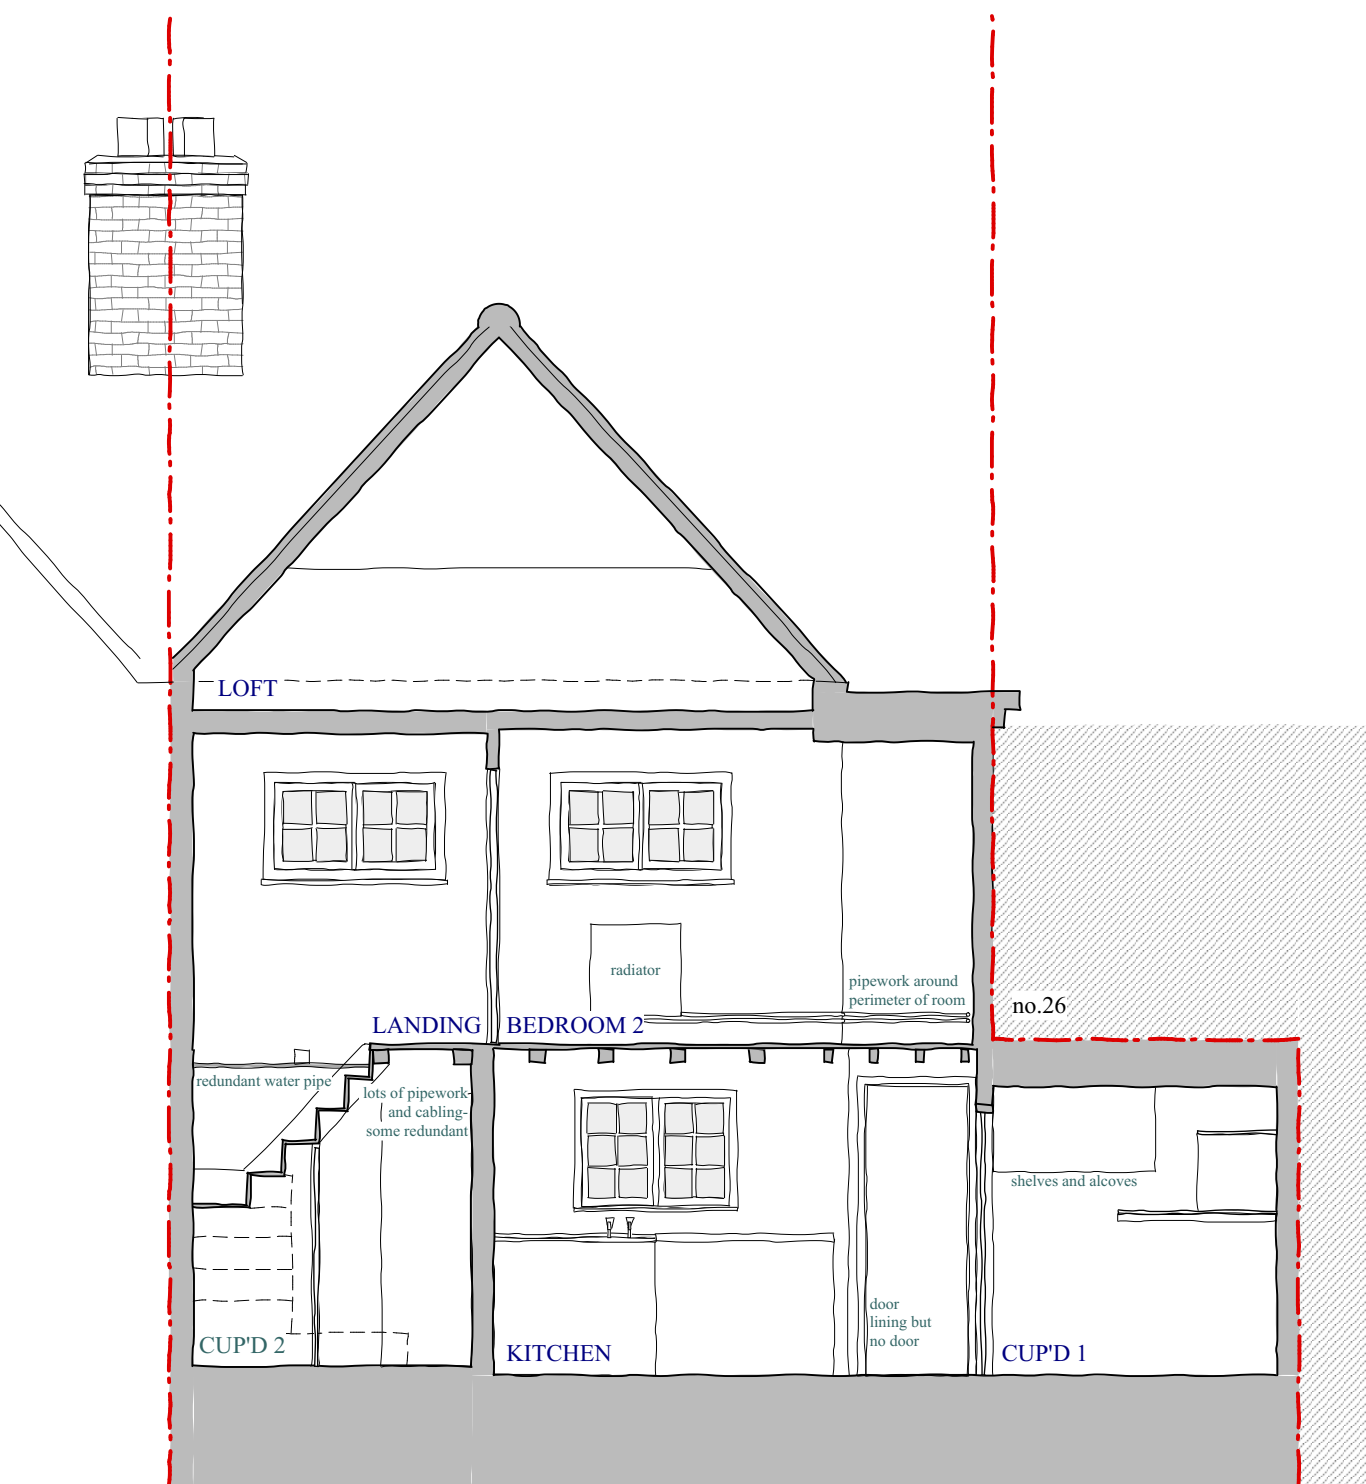 LOFT
radiator
pipework around
perimeter of room
no.26
LANDING
BEDROOM 2
redundant water pipe
lots of pipework
and cabling-
some redundant
shelves and alcoves
door
lining but
no door
CUP'D 2
KITCHEN
CUP'D 1